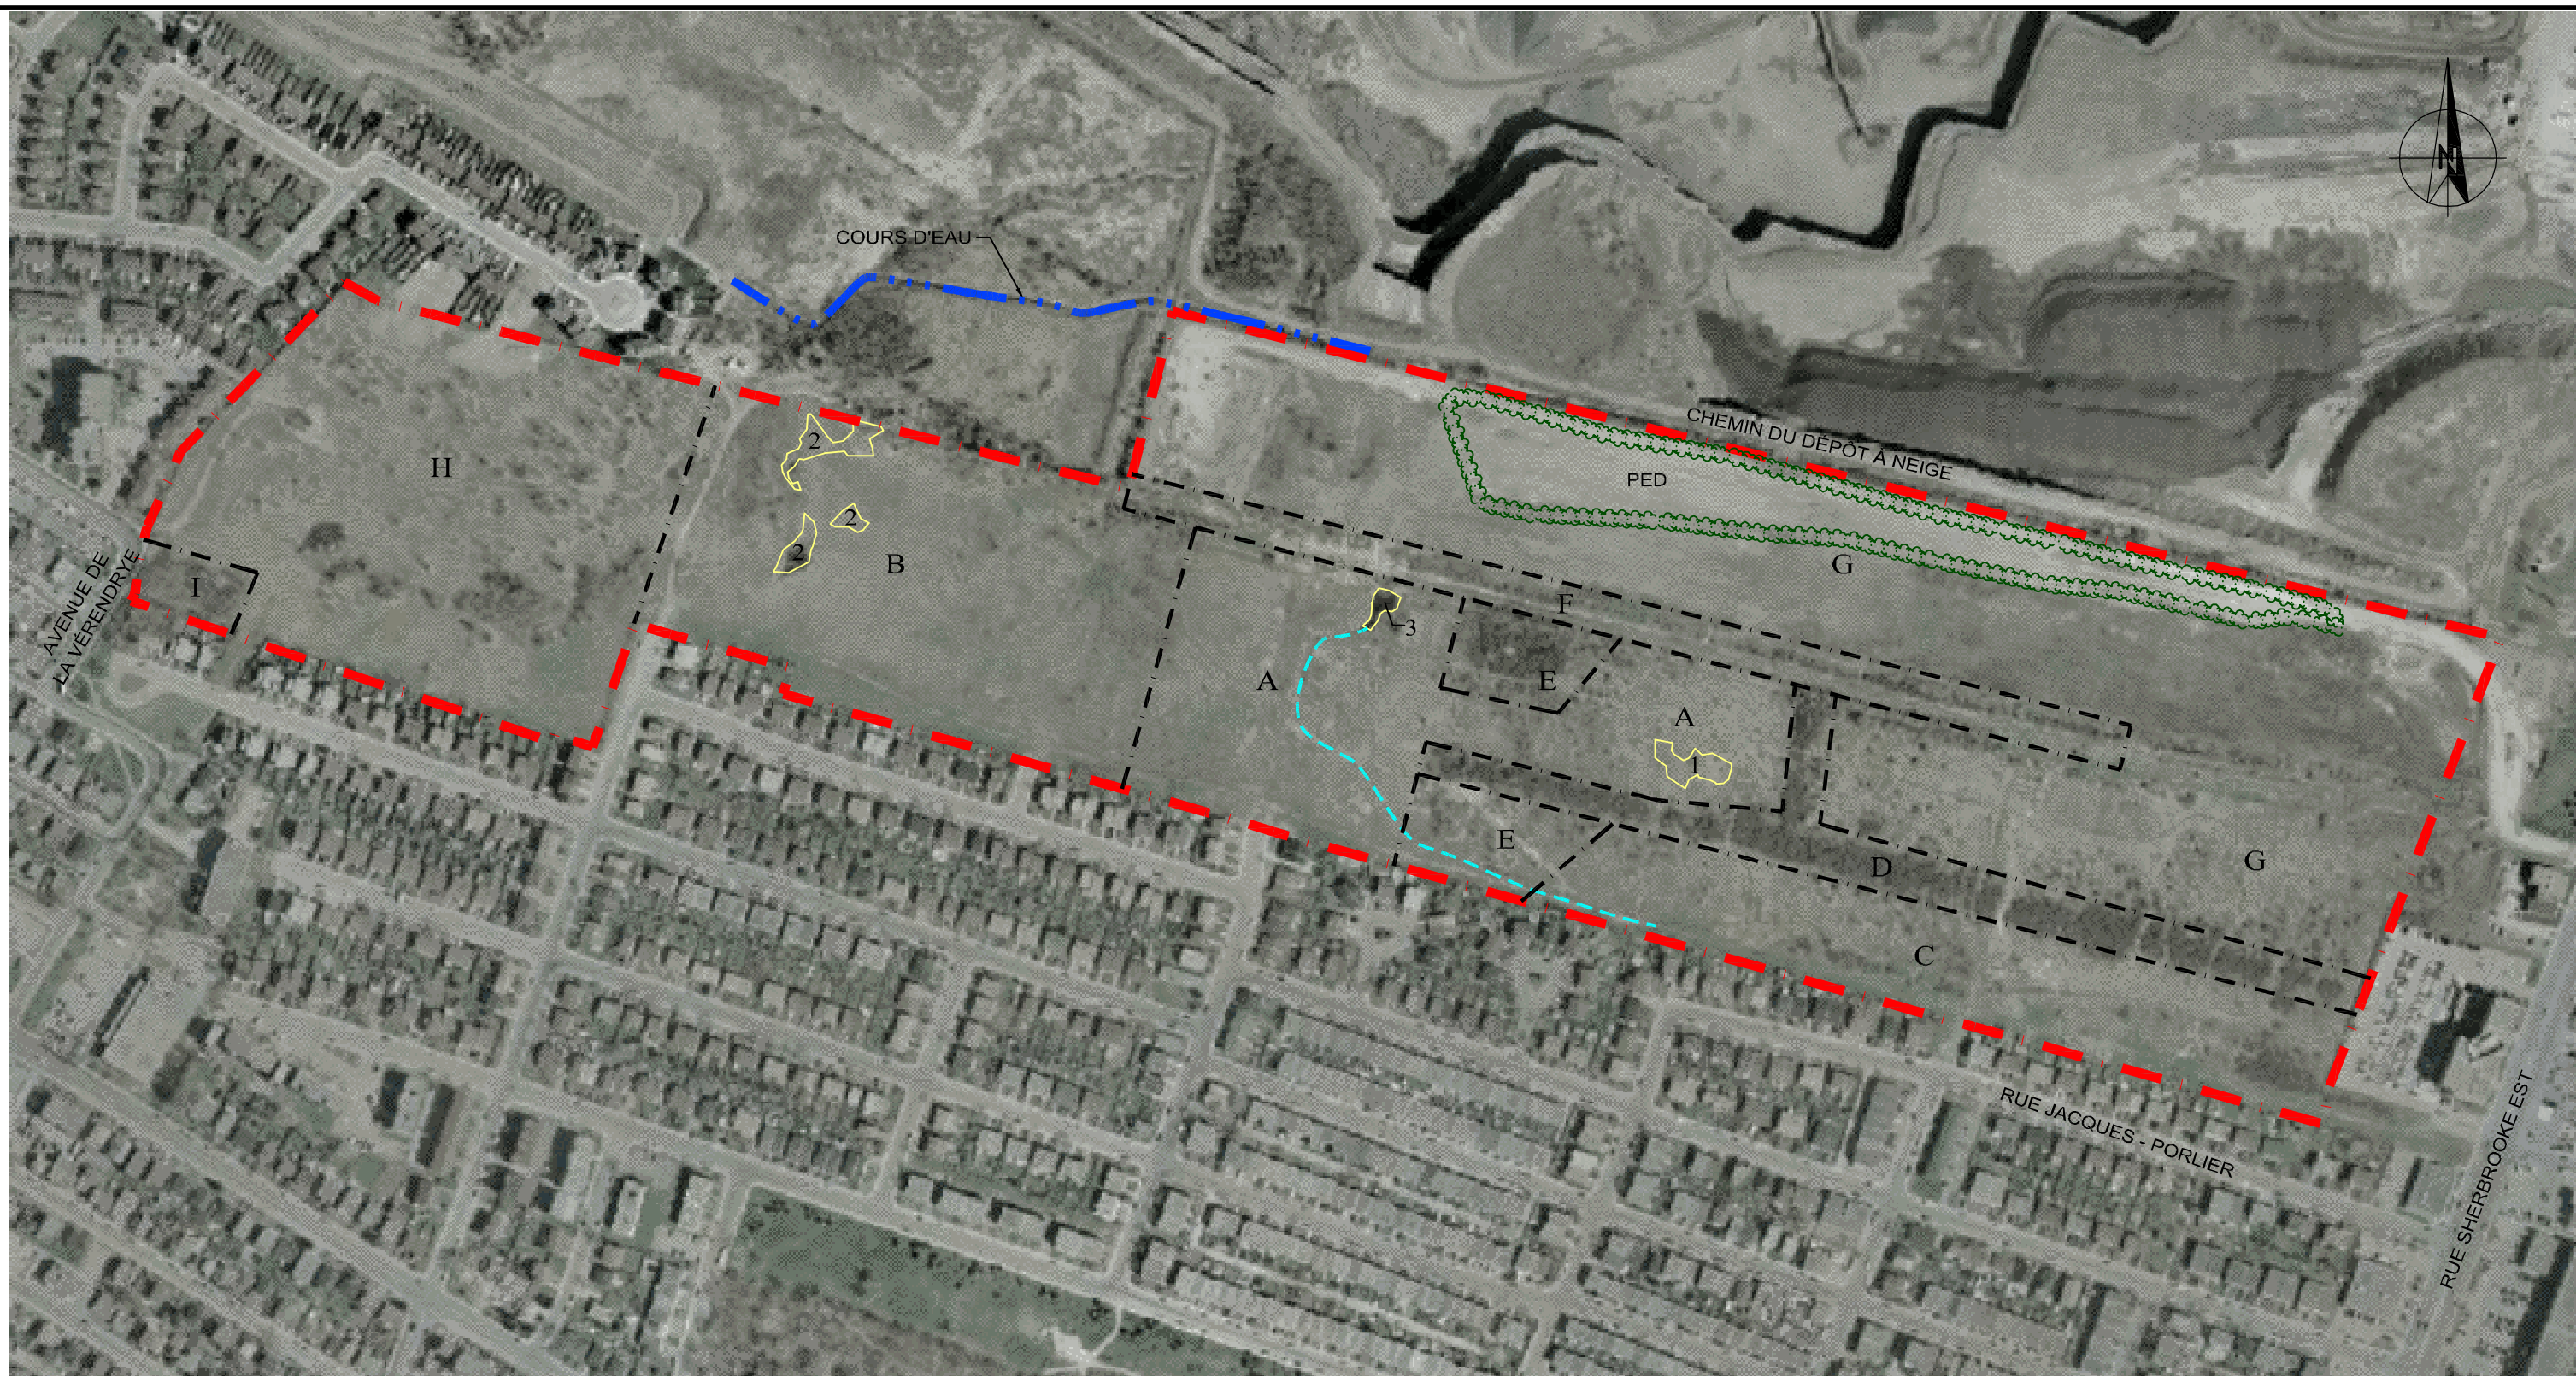 N
COURS D'EAU
CHEMIN DU DÉPÔT À NEIGE
PED
2
H
2
2
B
G
I
F
3
AVENUE DE
LA VÉRENDRYE
A
E
A
1
E
D
G
C
RUE JACQUES - PORLIER
RUE SHERBROOKE EST